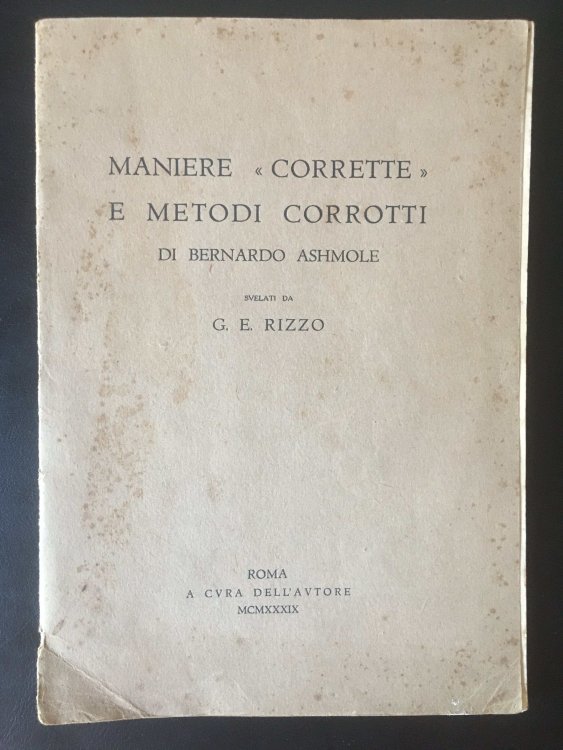 MANIERE « CORRETTE »
E METODI CORROTTI
DI BERNARDO ASHMOLE
SVELATI DA
G. E. RIZZO
ROMA
A CVRA DELL'AVTORE
MCMXXXIX